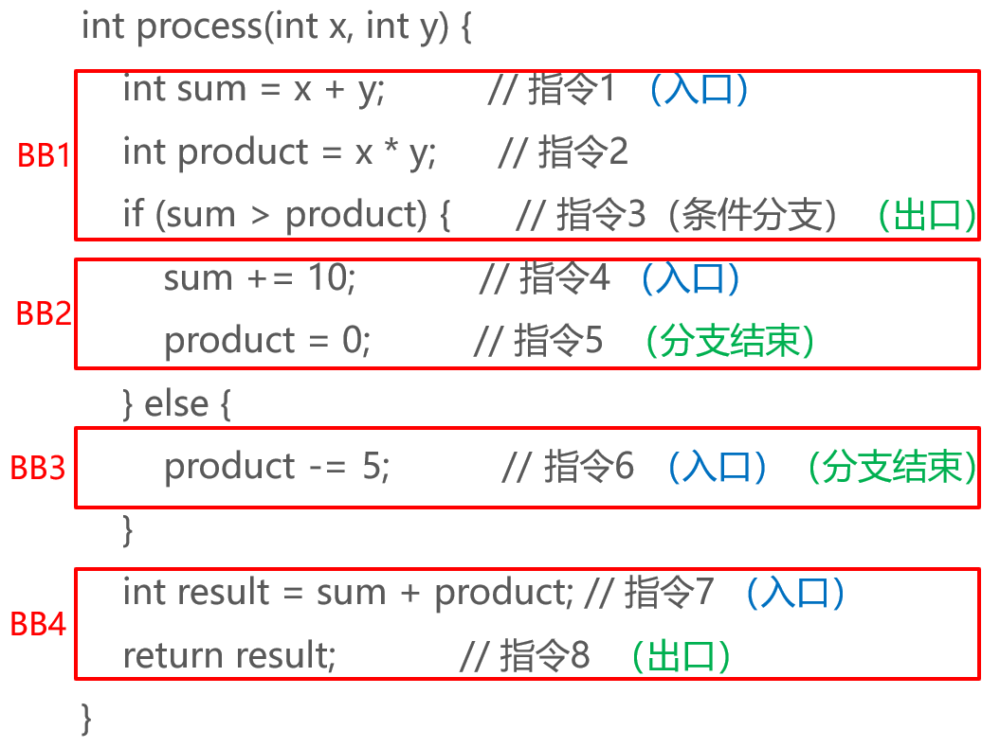 int process(int x, int y) {
int sum = x + y; // 指令1 （入口）
BB1
int product = x * y; // 指令2
if (sum > product) { // 指令3（条件分支）（出口）
sum += 10; // 指令4 （入口）
BB2
product = 0; // 指令5 （分支结束）
} else {
BB3 product -= 5; // 指令6 （入口）（分支结束）
}
int result = sum + product; // 指令7 （入口）
BB4
return result; // 指令8 （出口）
}